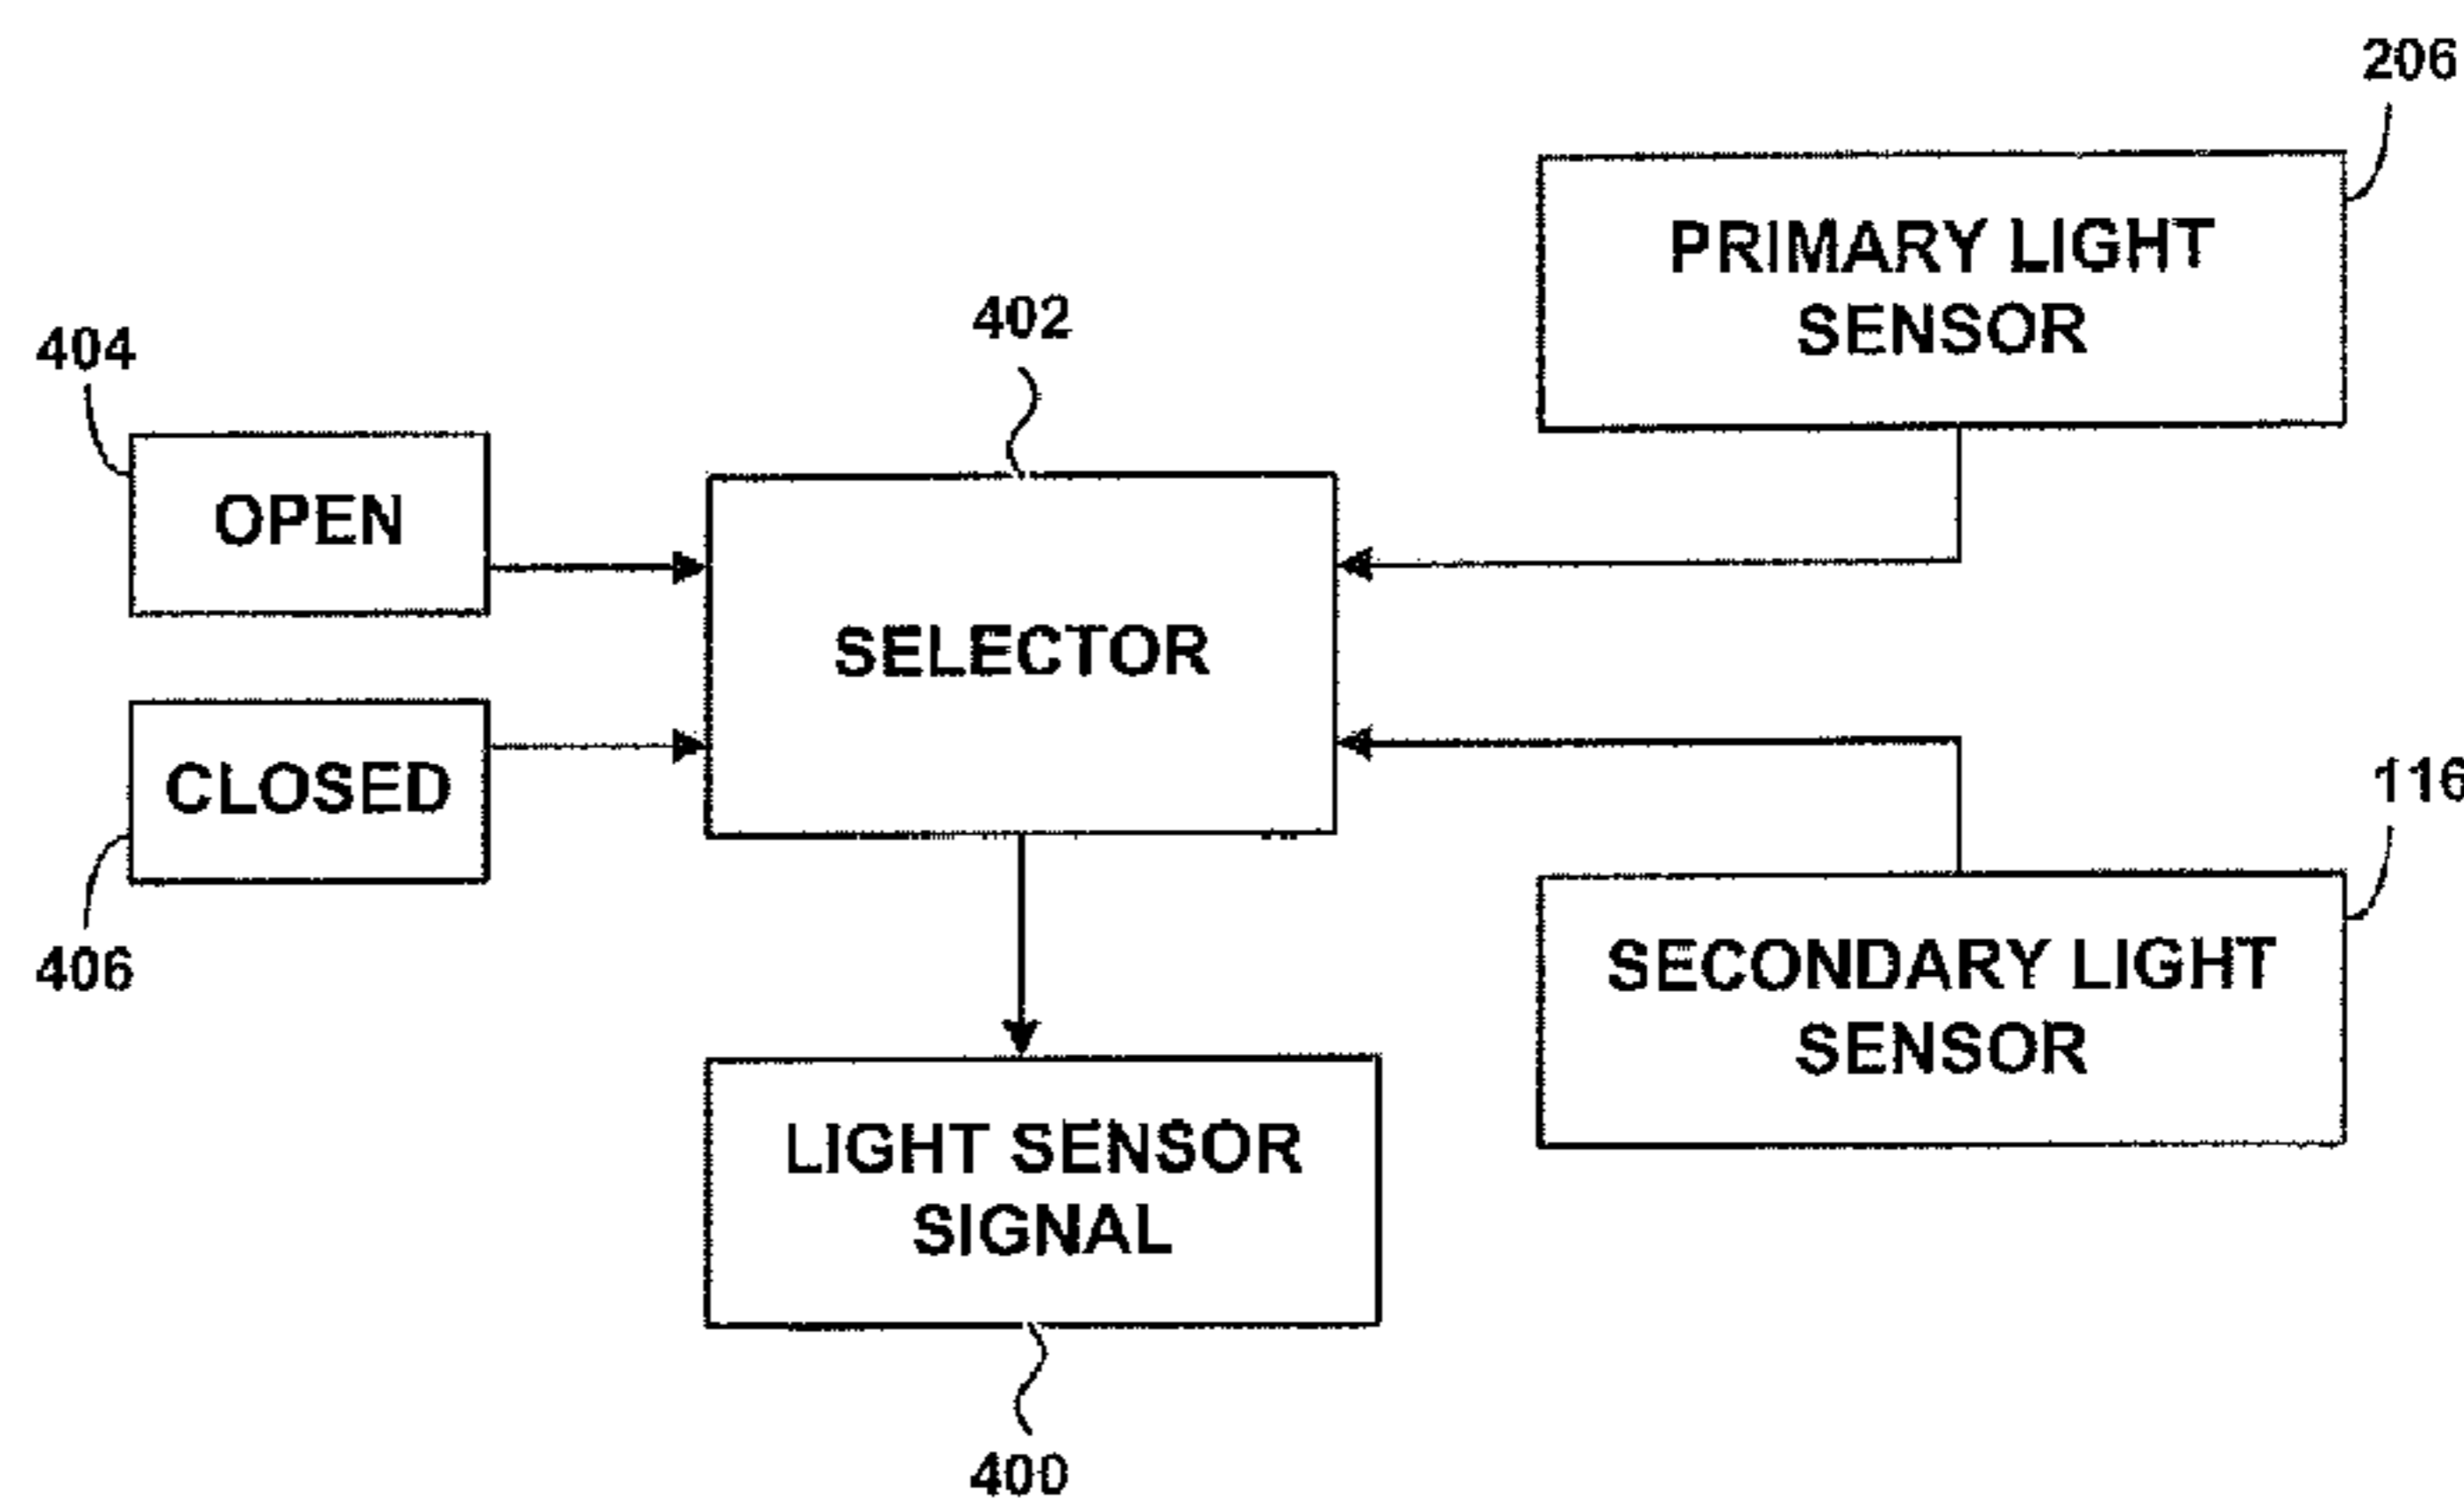 206
PRIMARY LIGHT
SENSOR
402
404
OPEN
SELECTOR
CLOSED
406
116
SECONDARY LIGHT
SENSOR
LIGHT SENSOR
SIGNAL
400